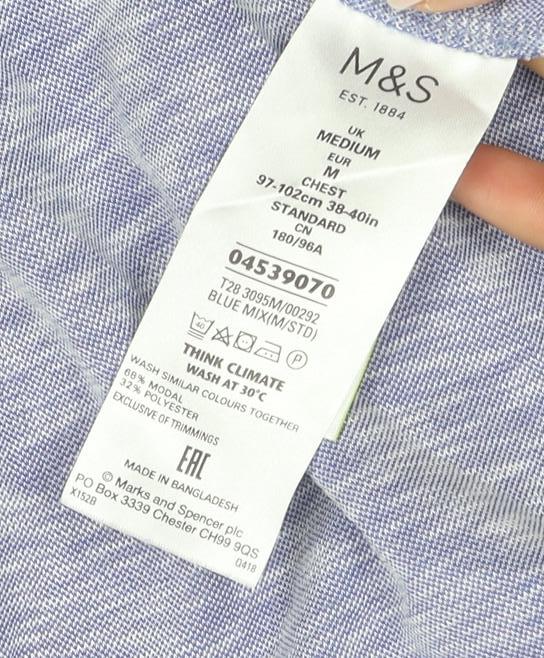 M&S
EST. 1884
UK
MEDIUM
EUR
M
CHEST
97-102cm 38-40in
STANDARD
CN
180/96A
04539070
T28 3095M/00292
BLUE MIX(M/STD)
40 P
THINK CLIMATE
WASH AT 30°C
WASH SIMILAR COLOURS TOGETHER
68% MODAL
32% POLYESTER
EXCLUSIVE OF TRIMMINGS
EAC
MADE IN BANGLADESH
© Marks and Spencer plc
PO Box 3339 Chester CH99 9QS
X152B 0418